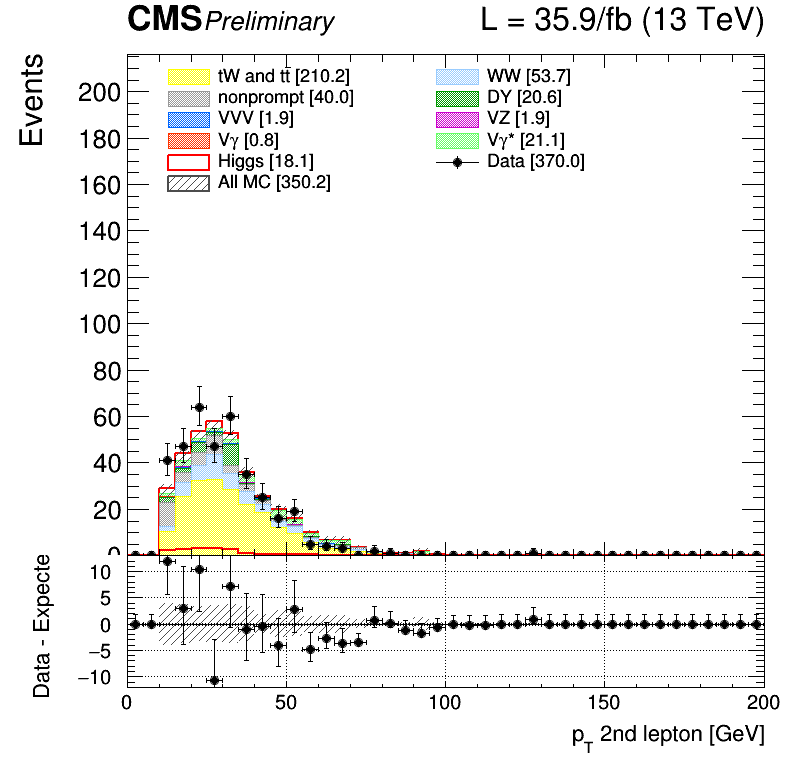 CMS Preliminary L = 35.9/fb (13 TeV)
Events
tW and tt̄ [210.2] WW [53.7]
nonprompt [40.0] DY [20.6]
VVV [1.9] VZ [1.9]
Vγ [0.8] Vγ* [21.1]
Higgs [18.1] Data [370.0]
All MC [350.2]
200
180
160
140
120
100
80
60
40
20
0
Data - Expecte
10
5
0
−5
−10
0 50 100 150 200
p_T 2nd lepton [GeV]